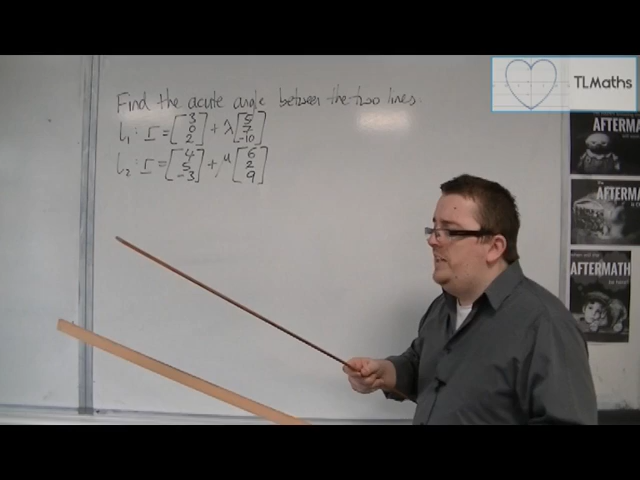 TLMaths
Find the acute angle between the two lines.
L₁: r = [3 0 2] + λ [5 7 -10]
L₂: r = [4 5 -3] + μ [6 2 9]
AFTERMATH
AFTERMA
AFTERMATH